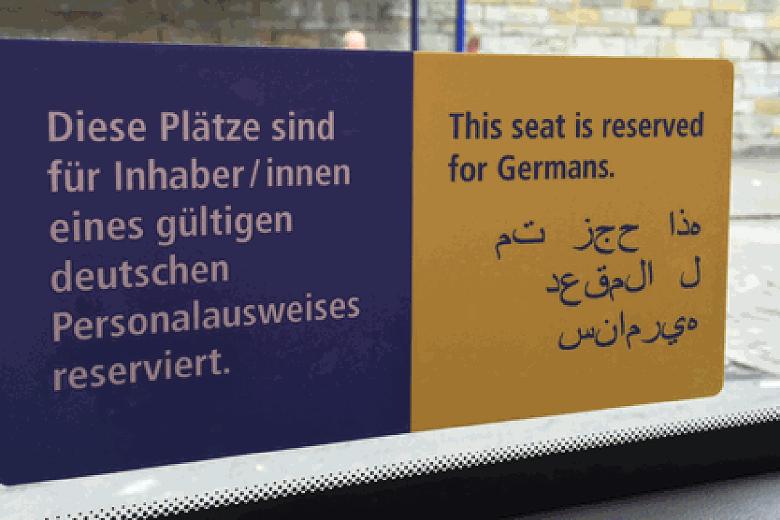 Diese Plätze sind
für Inhaber/innen
eines gültigen
deutschen
Personalausweises
reserviert.
This seat is reserved
for Germans.
هذا حجز تم
ل المقعد
هيرمانس